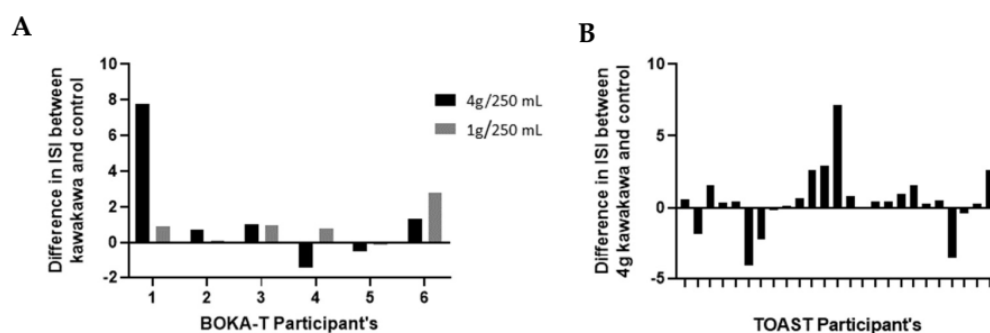 A
Difference in ISI between
kawakawa and control
10
8
6
4
2
0
-2
1 2 3 4 5 6
BOKA-T Participant's
4g/250 mL
1g/250 mL
B
Difference in ISI between
4g kawakawa and control
10
5
0
-5
TOAST Participant's